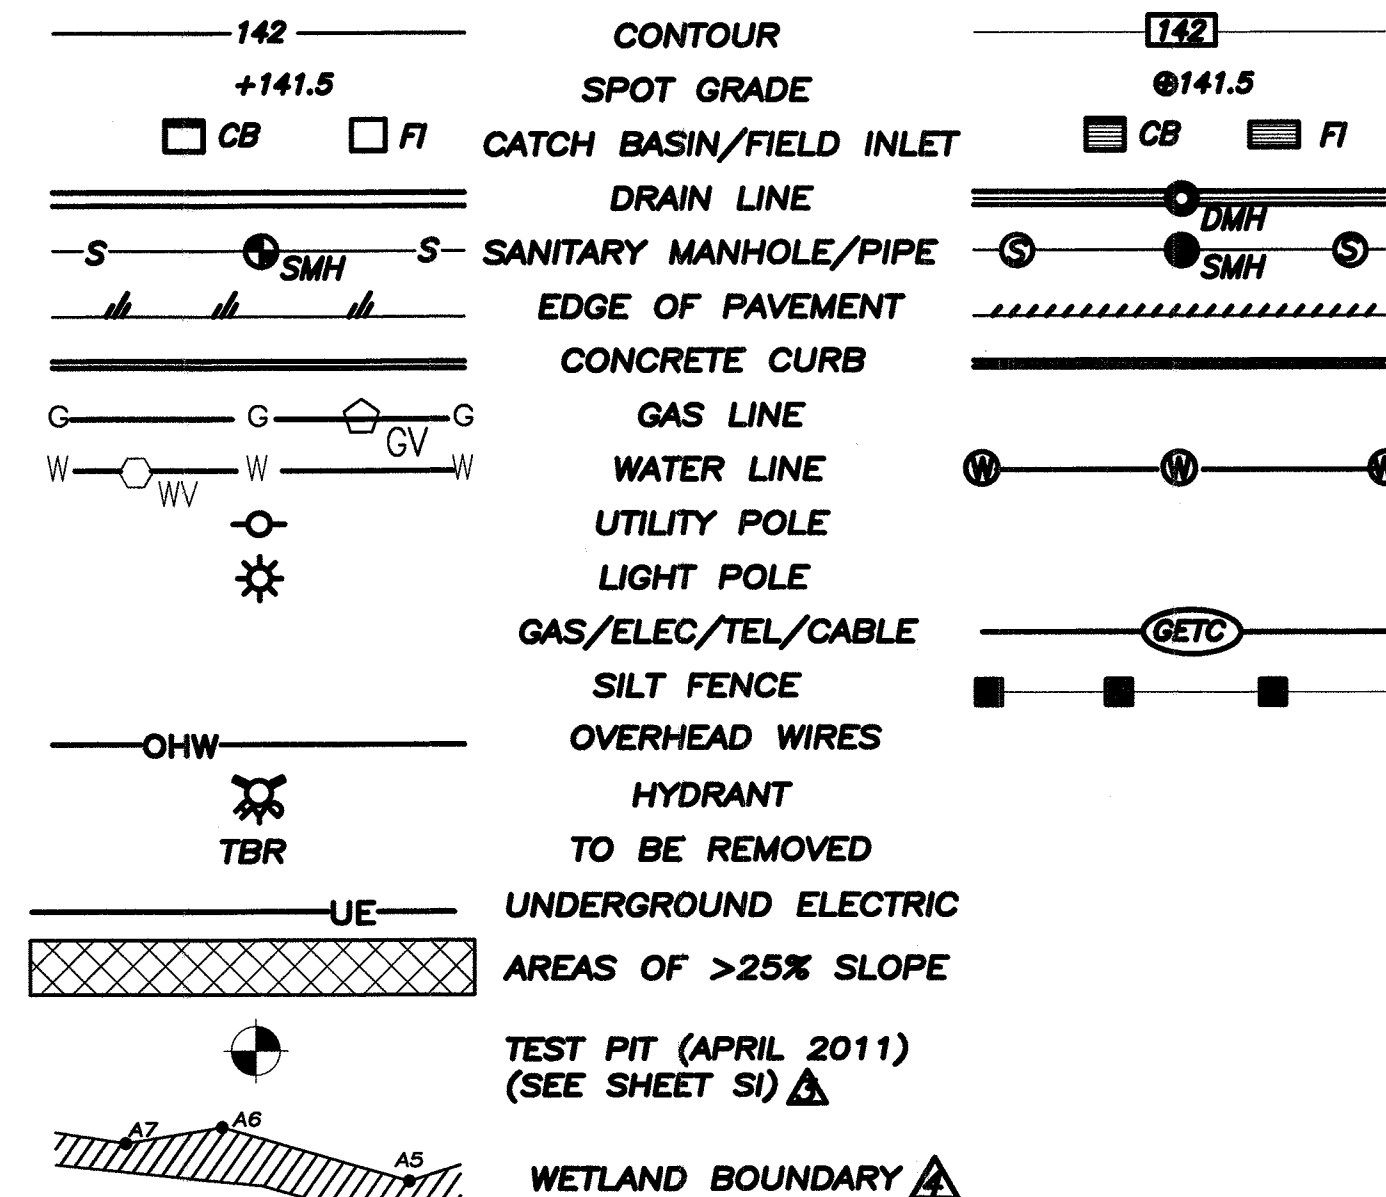 142 CONTOUR 142
+141.5 SPOT GRADE ⊕141.5
CB FI CATCH BASIN/FIELD INLET CB FI
DRAIN LINE DMH
S SMH S SANITARY MANHOLE/PIPE S SMH S
EDGE OF PAVEMENT
CONCRETE CURB
G G GV G GAS LINE
W WV W W WATER LINE W W W
UTILITY POLE
LIGHT POLE
GAS/ELEC/TEL/CABLE GETC
SILT FENCE
OHW OVERHEAD WIRES
HYDRANT
TBR TO BE REMOVED
UE UNDERGROUND ELECTRIC
AREAS OF >25% SLOPE
TEST PIT (APRIL 2011)
(SEE SHEET SI) 3
A7 A6 A5 WETLAND BOUNDARY 4